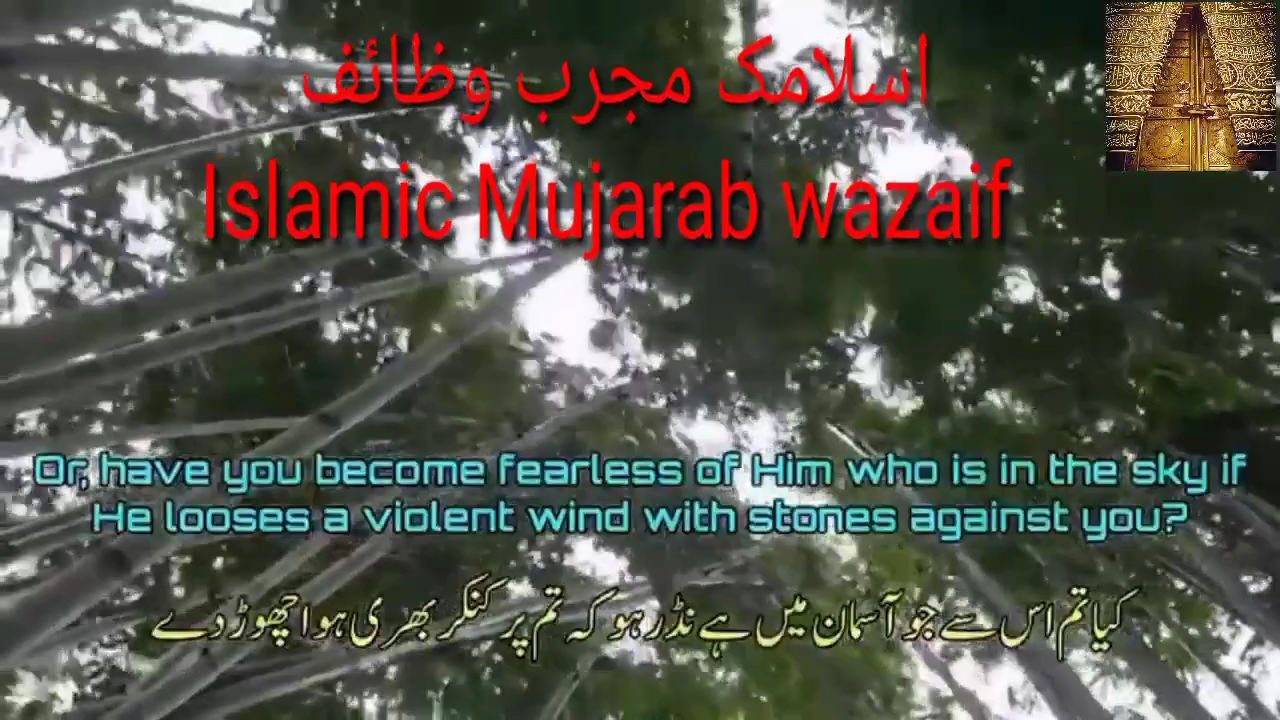 اسلامک مجرب وظائف
Islamic Mujarab wazaif
Or, have you become fearless of Him who is in the sky if
He looses a violent wind with stones against you?
کیا تم اس سے جو آسمان میں ہے نڈر ہو کہ تم پر کنکر بھری ہوا چھوڑ دے